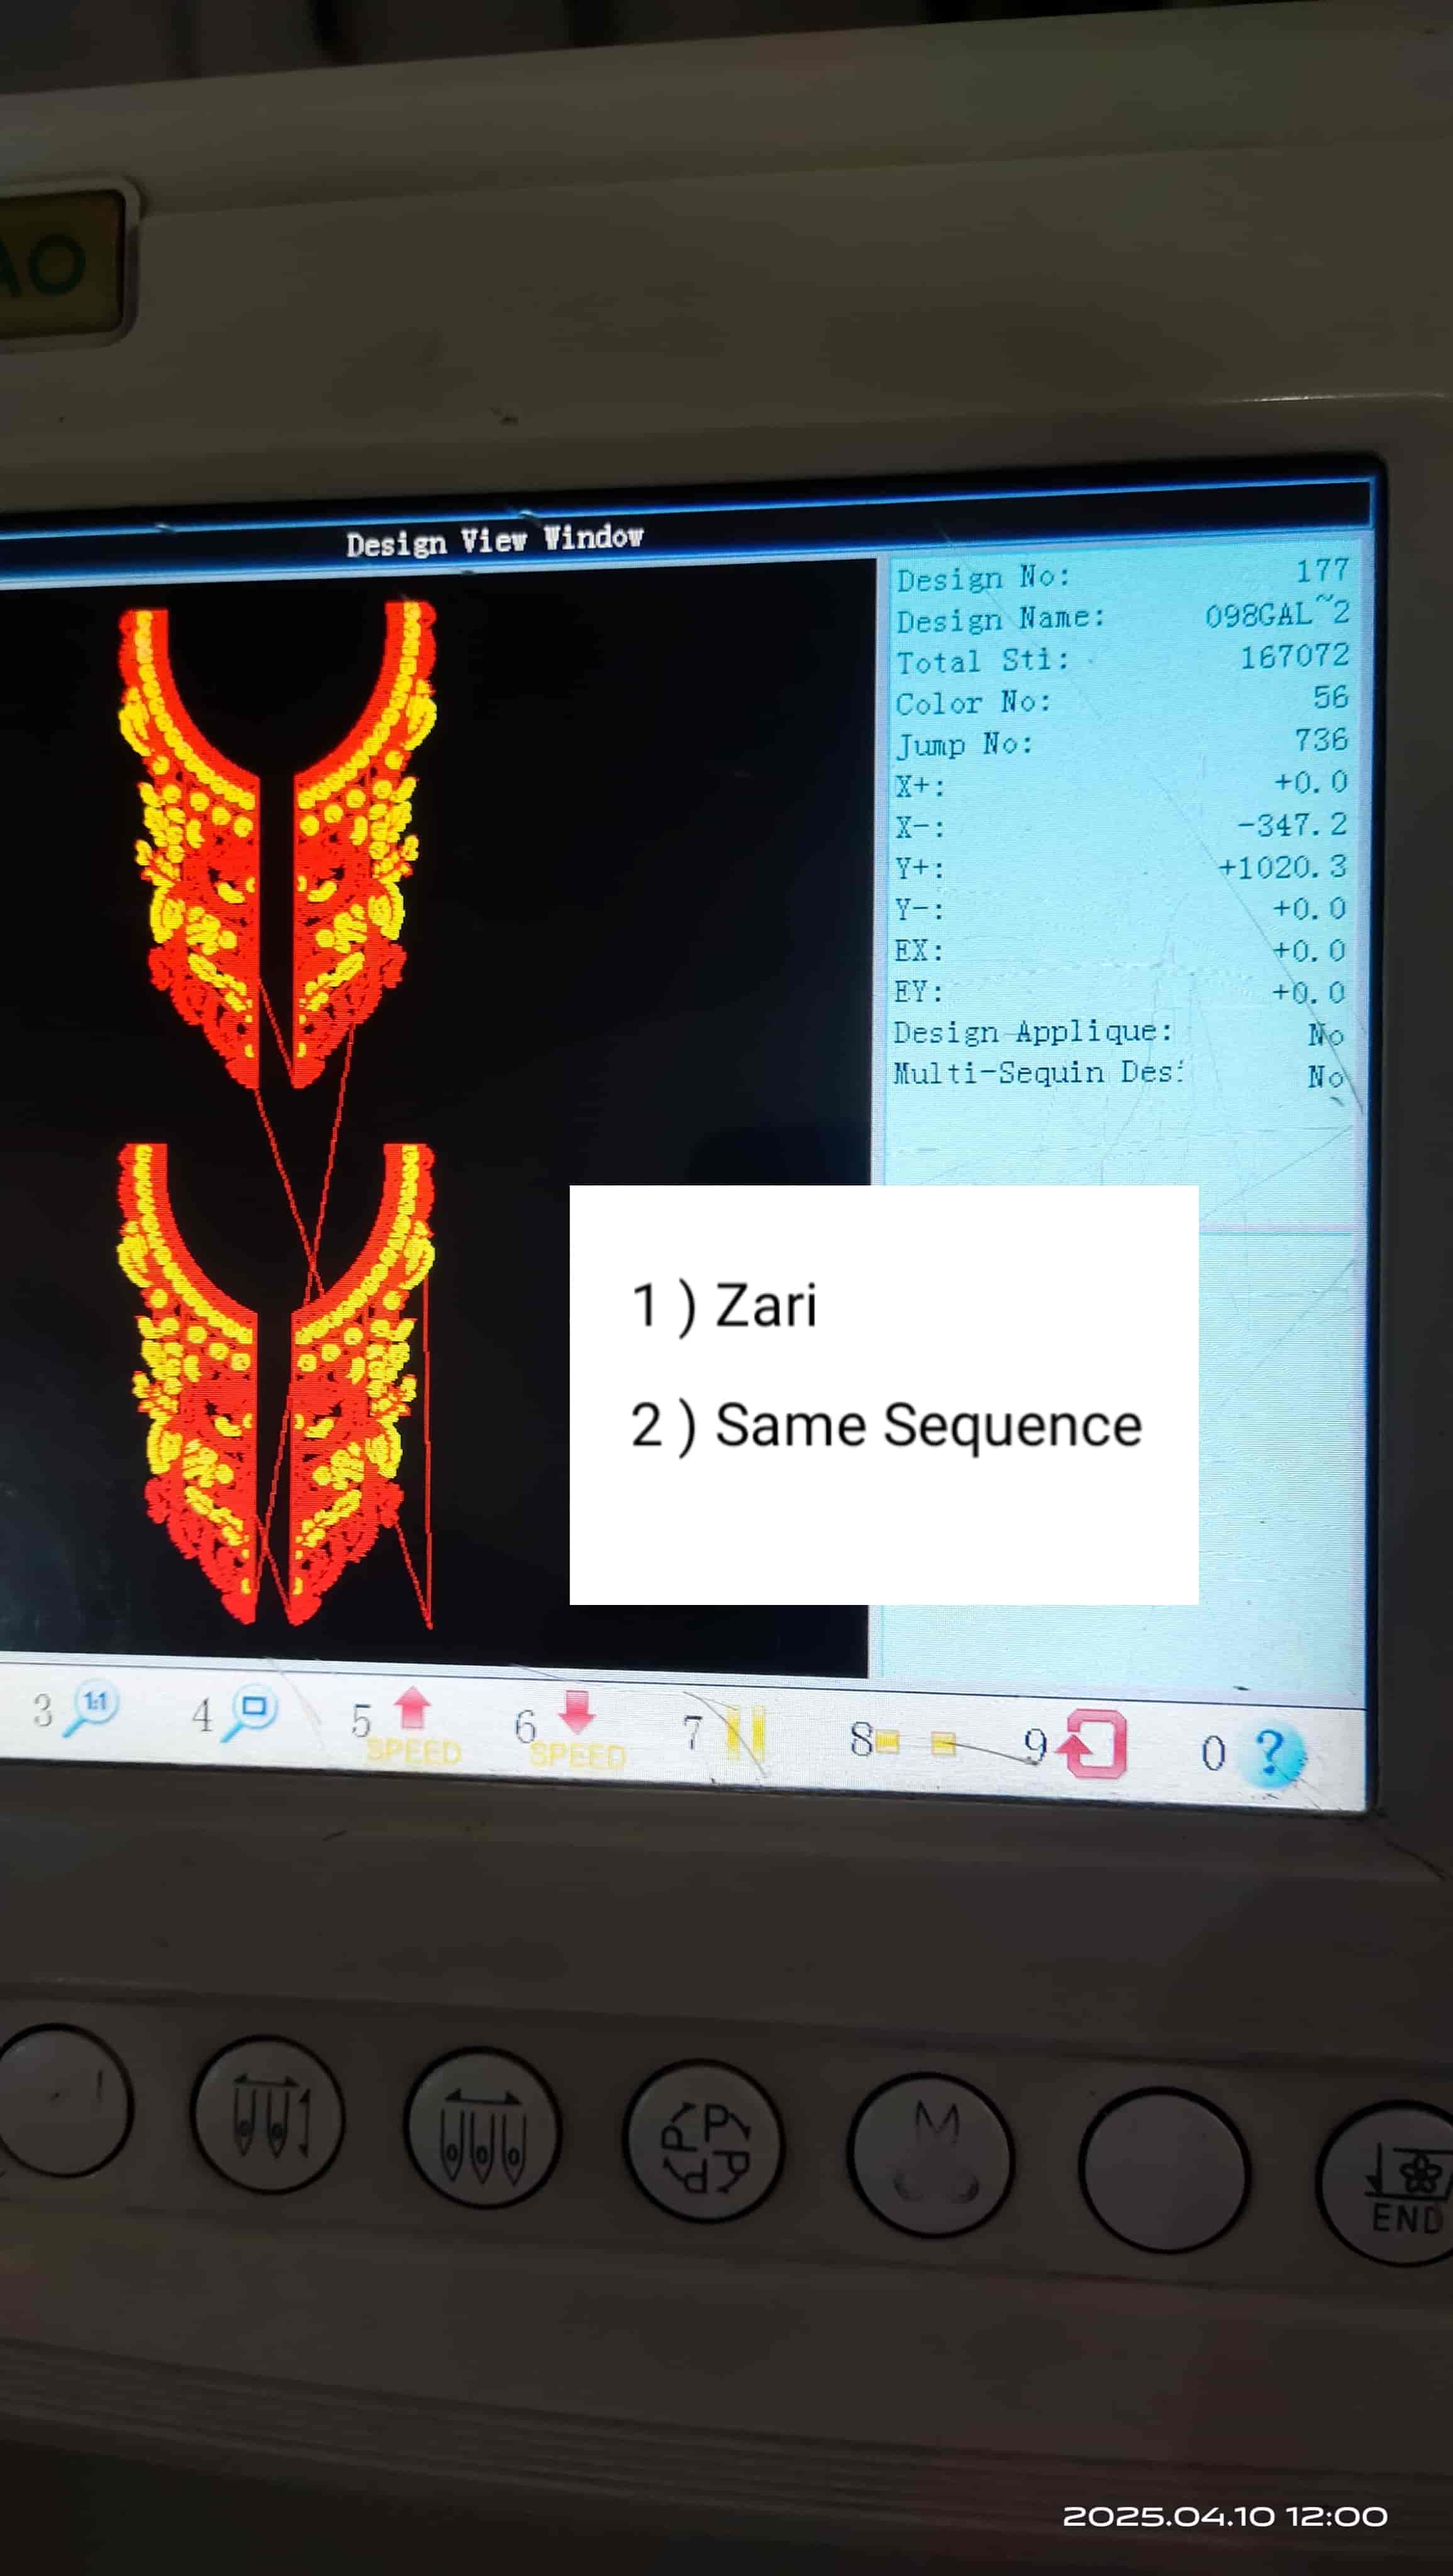 AO
Design View Window
Design No: 177
Design Name: 098GAL~2
Total Sti: 167072
Color No: 56
Jump No: 736
X+: +0.0
X-: -347.2
Y+: +1020.3
Y-: +0.0
EX: +0.0
EY: +0.0
Design Applique: No
Multi-Sequin Des: No
1 ) Zari
2 ) Same Sequence
3 1:1 4 5 SPEED 6 SPEED 7 8 9 0 ?
P P P P
M
END
2025.04.10 12:00